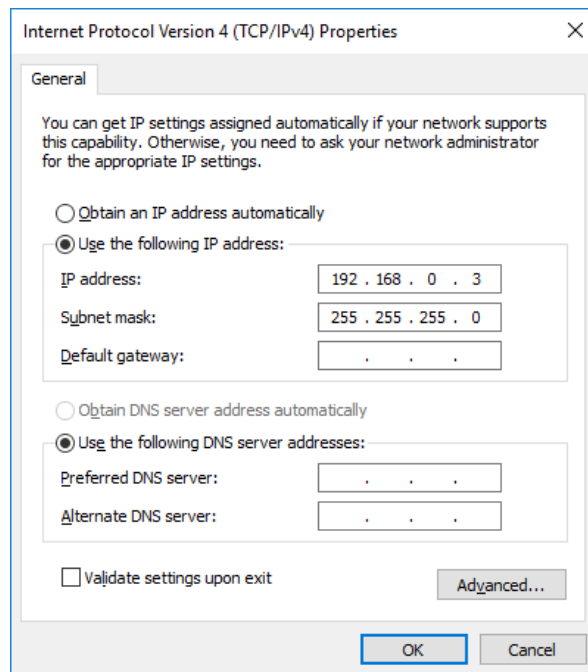 Internet Protocol Version 4 (TCP/IPv4) Properties
General
You can get IP settings assigned automatically if your network supports
this capability. Otherwise, you need to ask your network administrator
for the appropriate IP settings.
Obtain an IP address automatically
Use the following IP address:
IP address: 192 . 168 . 0 . 3
Subnet mask: 255 . 255 . 255 . 0
Default gateway: . . .
Obtain DNS server address automatically
Use the following DNS server addresses:
Preferred DNS server: . . .
Alternate DNS server: . . .
Validate settings upon exit
Advanced...
OK Cancel